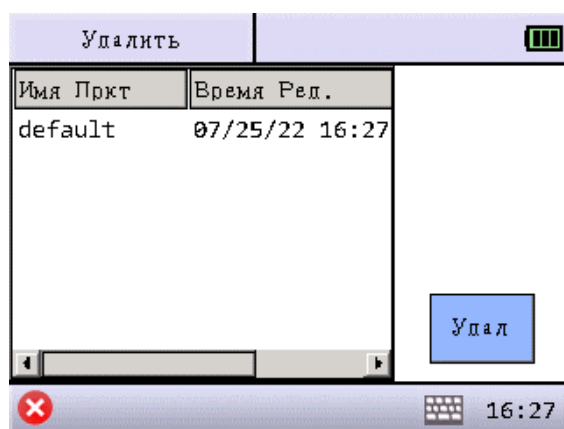 Удалить
Имя Пркт Время Ред.
default 07/25/22 16:27
Удал
16:27